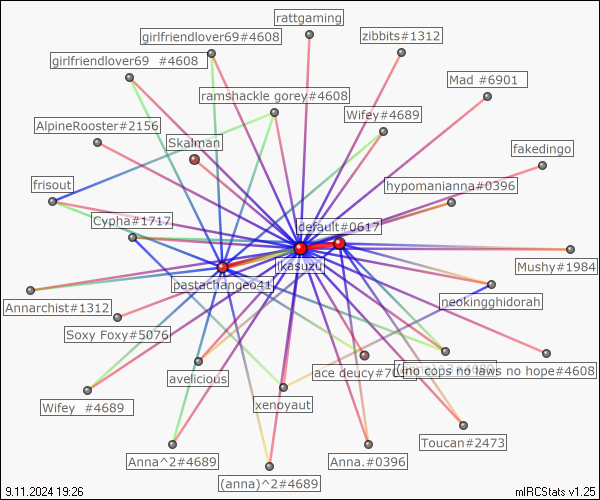 rattgaming
girlfriendlover69#4608
zibbits#1312
girlfriendlover69 #4608
Mad #6901
ramshackle gorey#4608
Wifey#4689
AlpineRooster#2156
Skalman
fakedingo
frisout
hypomanianna#0396
Cypha#1717
default#0617
ikasuzu
Mushy#1984
pastachangeo41
neokingghidorah
Annarchist#1312
Soxy Foxy#5076
ace deucy#70
no cops no laws no hope#4608
avelicious
xenoyaut
Wifey #4689
Toucan#2473
Anna^2#4689
Anna.#0396
(anna)^2#4689
9.11.2024 19:26
mIRCStats v1.25